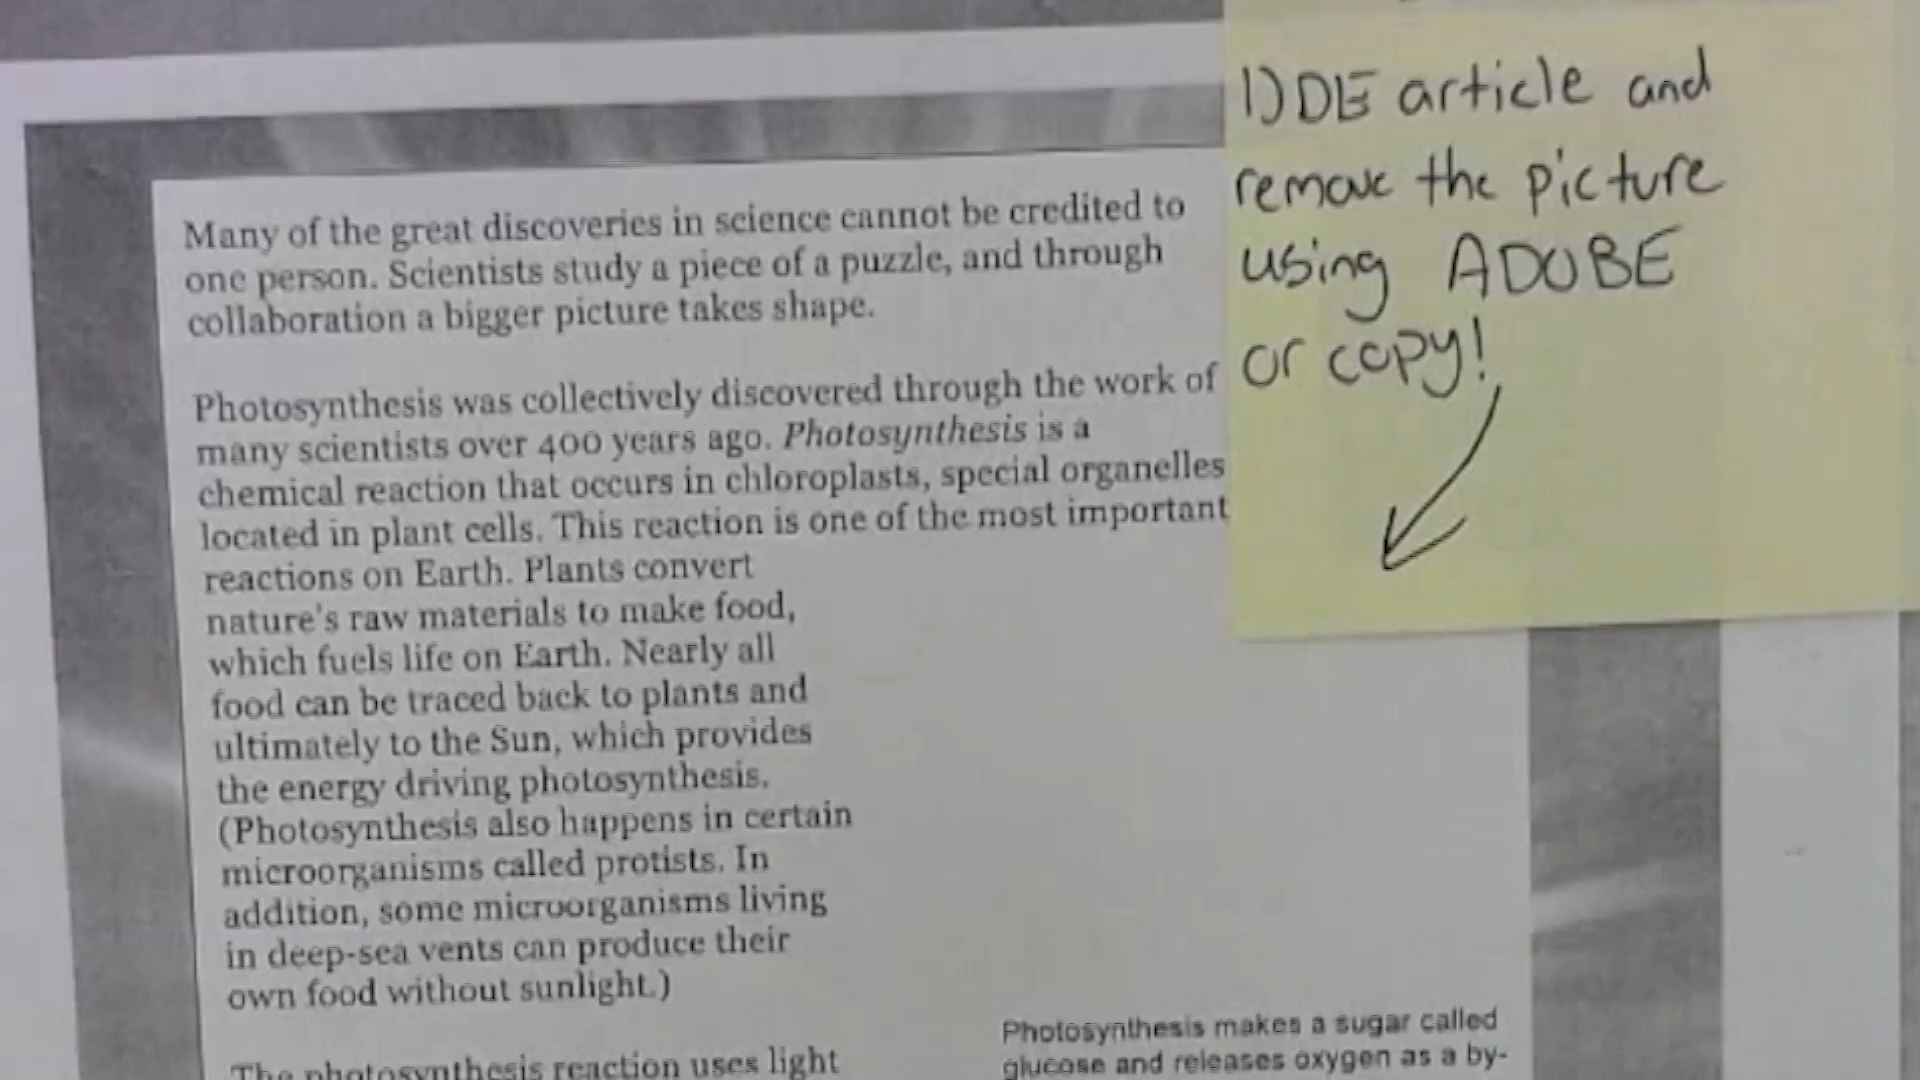 Many of the great discoveries in science cannot be credited to
one person. Scientists study a piece of a puzzle, and through
collaboration a bigger picture takes shape.
Photosynthesis was collectively discovered through the work of
many scientists over 400 years ago. Photosynthesis is a
chemical reaction that occurs in chloroplasts, special organelles
located in plant cells. This reaction is one of the most important
reactions on Earth. Plants convert
nature's raw materials to make food,
which fuels life on Earth. Nearly all
food can be traced back to plants and
ultimately to the Sun, which provides
the energy driving photosynthesis.
(Photosynthesis also happens in certain
microorganisms called protists. In
addition, some microorganisms living
in deep-sea vents can produce their
own food without sunlight.)
The photosynthesis reaction uses light
Photosynthesis makes a sugar called
glucose and releases oxygen as a by-
1) DE article and
remove the picture
using ADOBE
or copy!